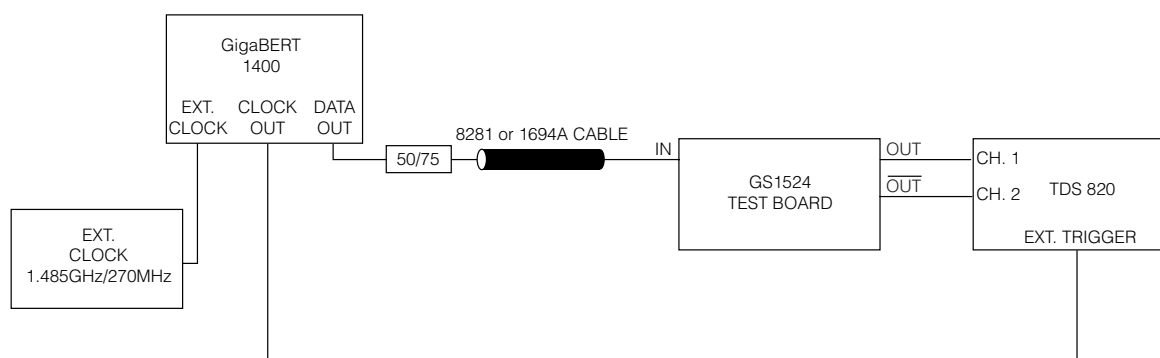 GigaBERT
1400
EXT.
CLOCK
CLOCK
OUT
DATA
OUT
50/75
8281 or 1694A CABLE
IN
GS1524
TEST BOARD
OUT
OUT
CH. 1
CH. 2
TDS 820
EXT. TRIGGER
EXT.
CLOCK
1.485GHz/270MHz